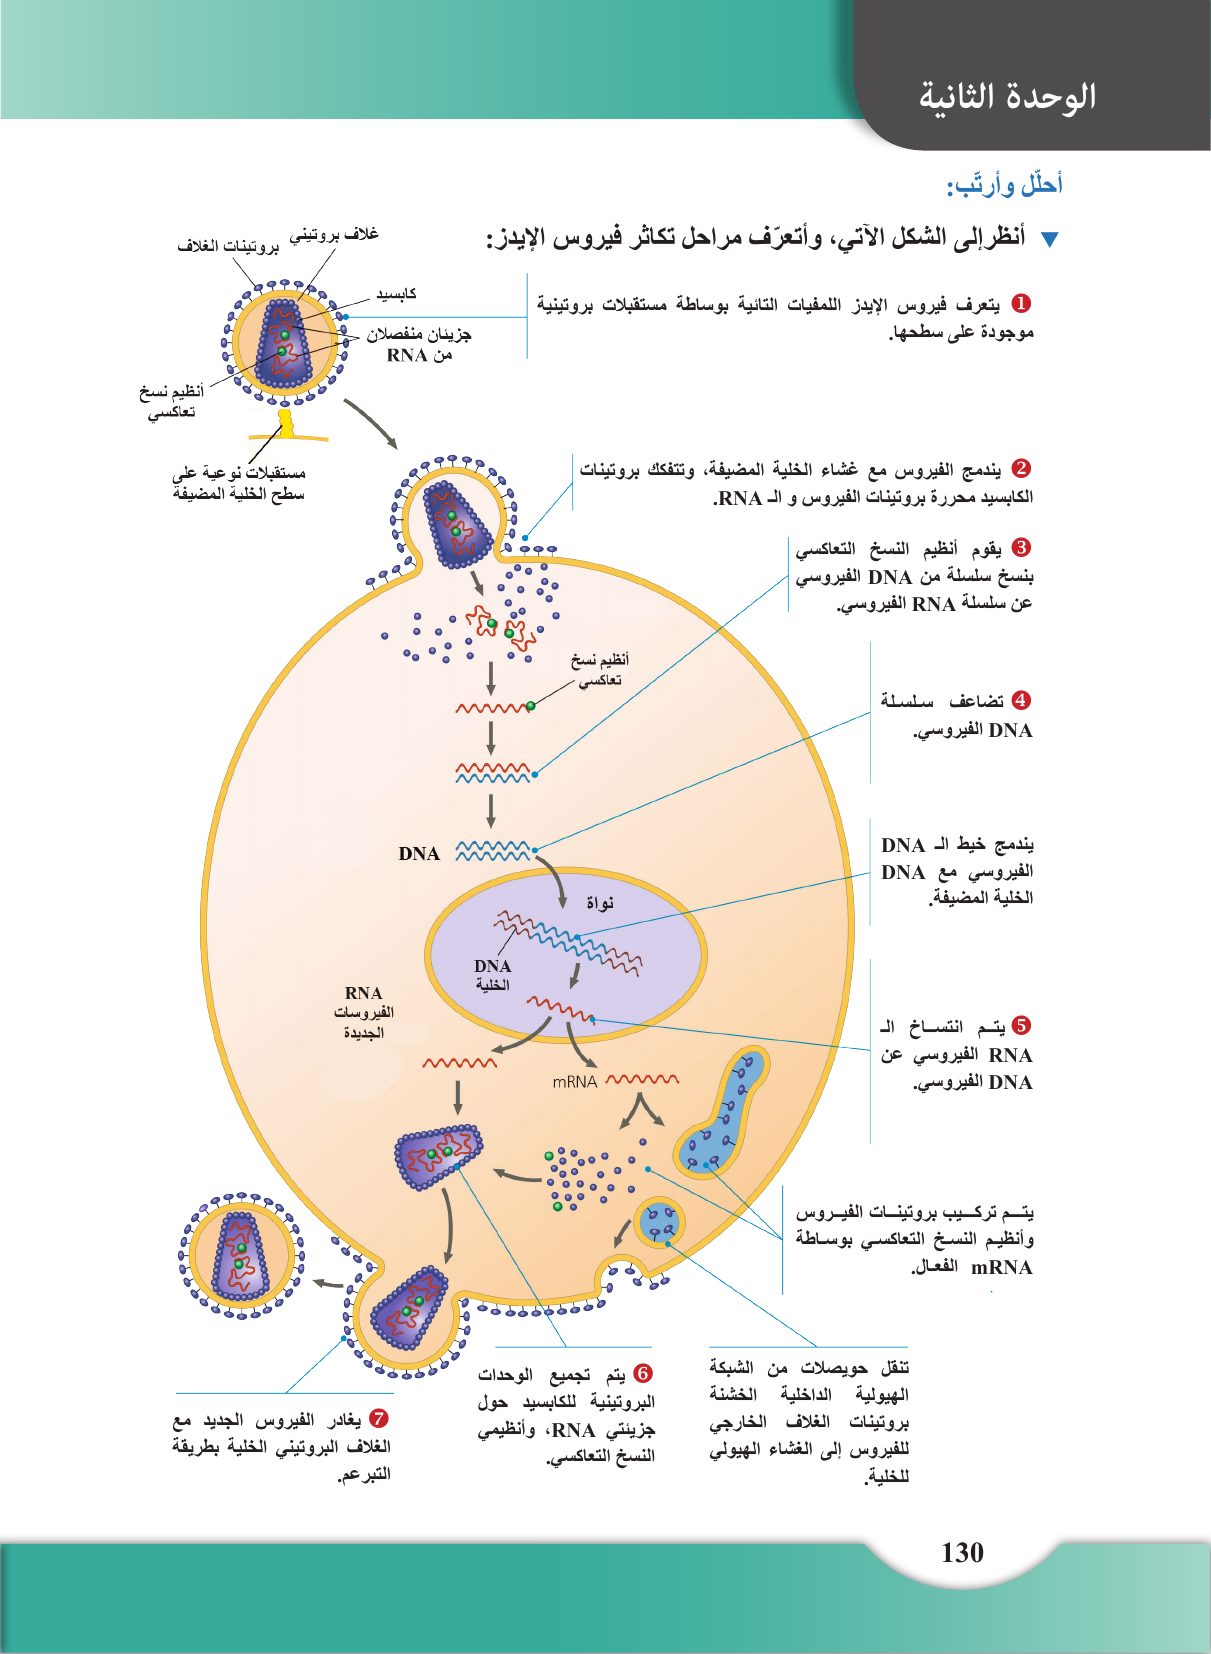 الوحدة الثانية
أحلّل وأرتّب:
أنظرإلى الشكل الآتي، وأتعرّف مراحل تكاثر فيروس الإيدز:
غلاف بروتيني
بروتينات الغلاف
كابسيد
جزيئان منفصلان
من RNA
أنظيم نسخ
تعاكسي
مستقبلات نوعية على
سطح الخلية المضيفة
1 يتعرف فيروس الإيدز اللمفيات التائية بوساطة مستقبلات بروتينية
موجودة على سطحها.
2 يندمج الفيروس مع غشاء الخلية المضيفة، وتتفكك بروتينات
الكابسيد محررة بروتينات الفيروس و الـ RNA.
3 يقوم أنظيم النسخ التعاكسي
بنسخ سلسلة من DNA الفيروسي
عن سلسلة RNA الفيروسي.
أنظيم نسخ
تعاكسي
4 تضاعف سلسلة
DNA الفيروسي.
DNA
يندمج خيط الـ DNA
الفيروسي مع DNA
الخلية المضيفة.
نواة
DNA
الخلية
RNA
الفيروسات
الجديدة
5 يتم انتساخ الـ
RNA الفيروسي عن
DNA الفيروسي.
mRNA
يتم تركيب بروتينات الفيروس
وأنظيم النسخ التعاكسي بوساطة
mRNA الفعال.
تنقل حويصلات من الشبكة
الهيولية الداخلية الخشنة
بروتينات الغلاف الخارجي
للفيروس إلى الغشاء الهيولي
للخلية.
6 يتم تجميع الوحدات
البروتينية للكابسيد حول
جزيئتي RNA، وأنظيمي
النسخ التعاكسي.
7 يغادر الفيروس الجديد مع
الغلاف البروتيني الخلية بطريقة
التبرعم.
130